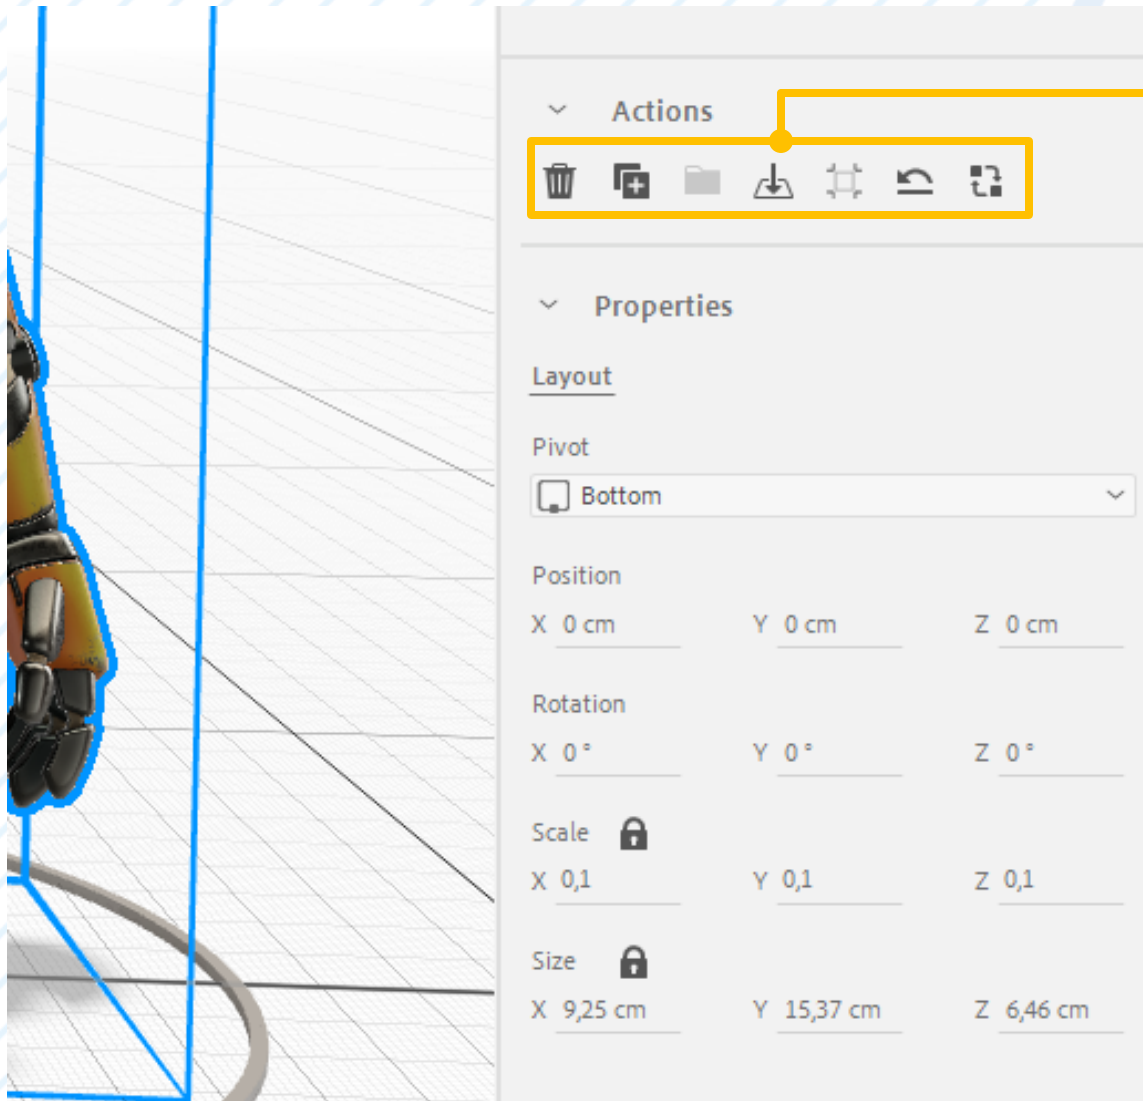 Actions
Properties
Layout
Pivot
Bottom
Position
X 0 cm Y 0 cm Z 0 cm
Rotation
X 0 ° Y 0 ° Z 0 °
Scale
X 0,1 Y 0,1 Z 0,1
Size
X 9,25 cm Y 15,37 cm Z 6,46 cm